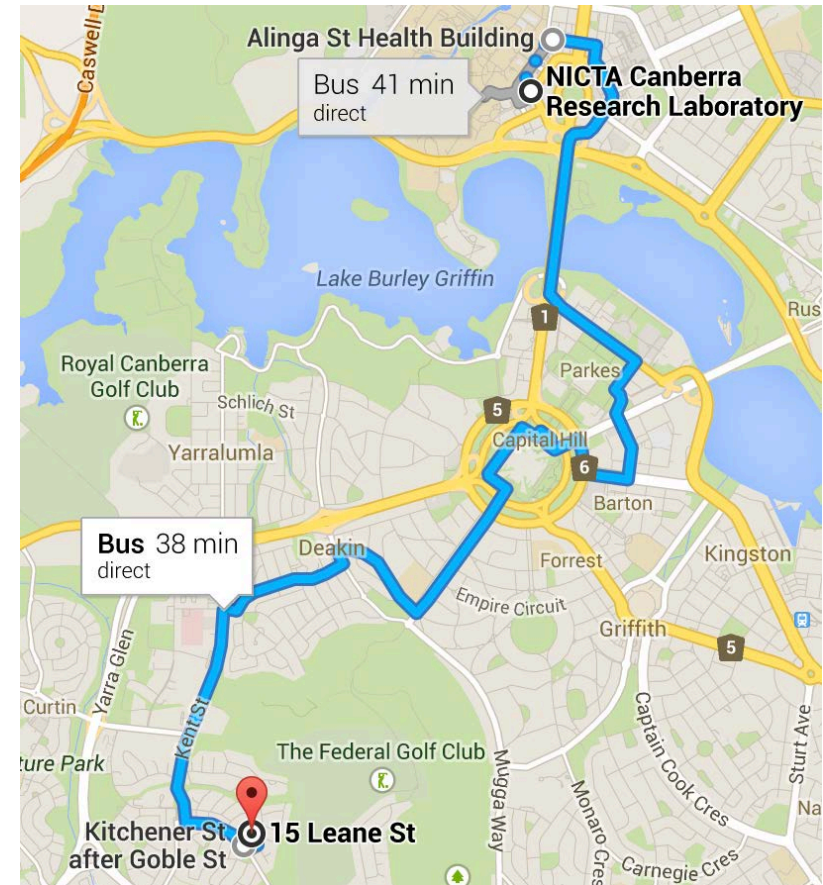 Caswell D
Alinga St Health Building
Bus 41 min
direct
NICTA Canberra
Research Laboratory
Lake Burley Griffin
1
Rus
Royal Canberra
Golf Club
Parkes
Schlich St
5
Yarralumla
Capital Hill
6
Barton
Bus 38 min
direct
Deakin
Forrest
Kingston
Empire Circuit
Griffith
5
Yarra Glen
Curtin
Kent St
Captain Cook Cres
Sturt Ave
ture Park
The Federal Golf Club
Mugga Way
Monaro Cres
Na
Kitchener St
after Goble St
15 Leane St
Carnegie Cres